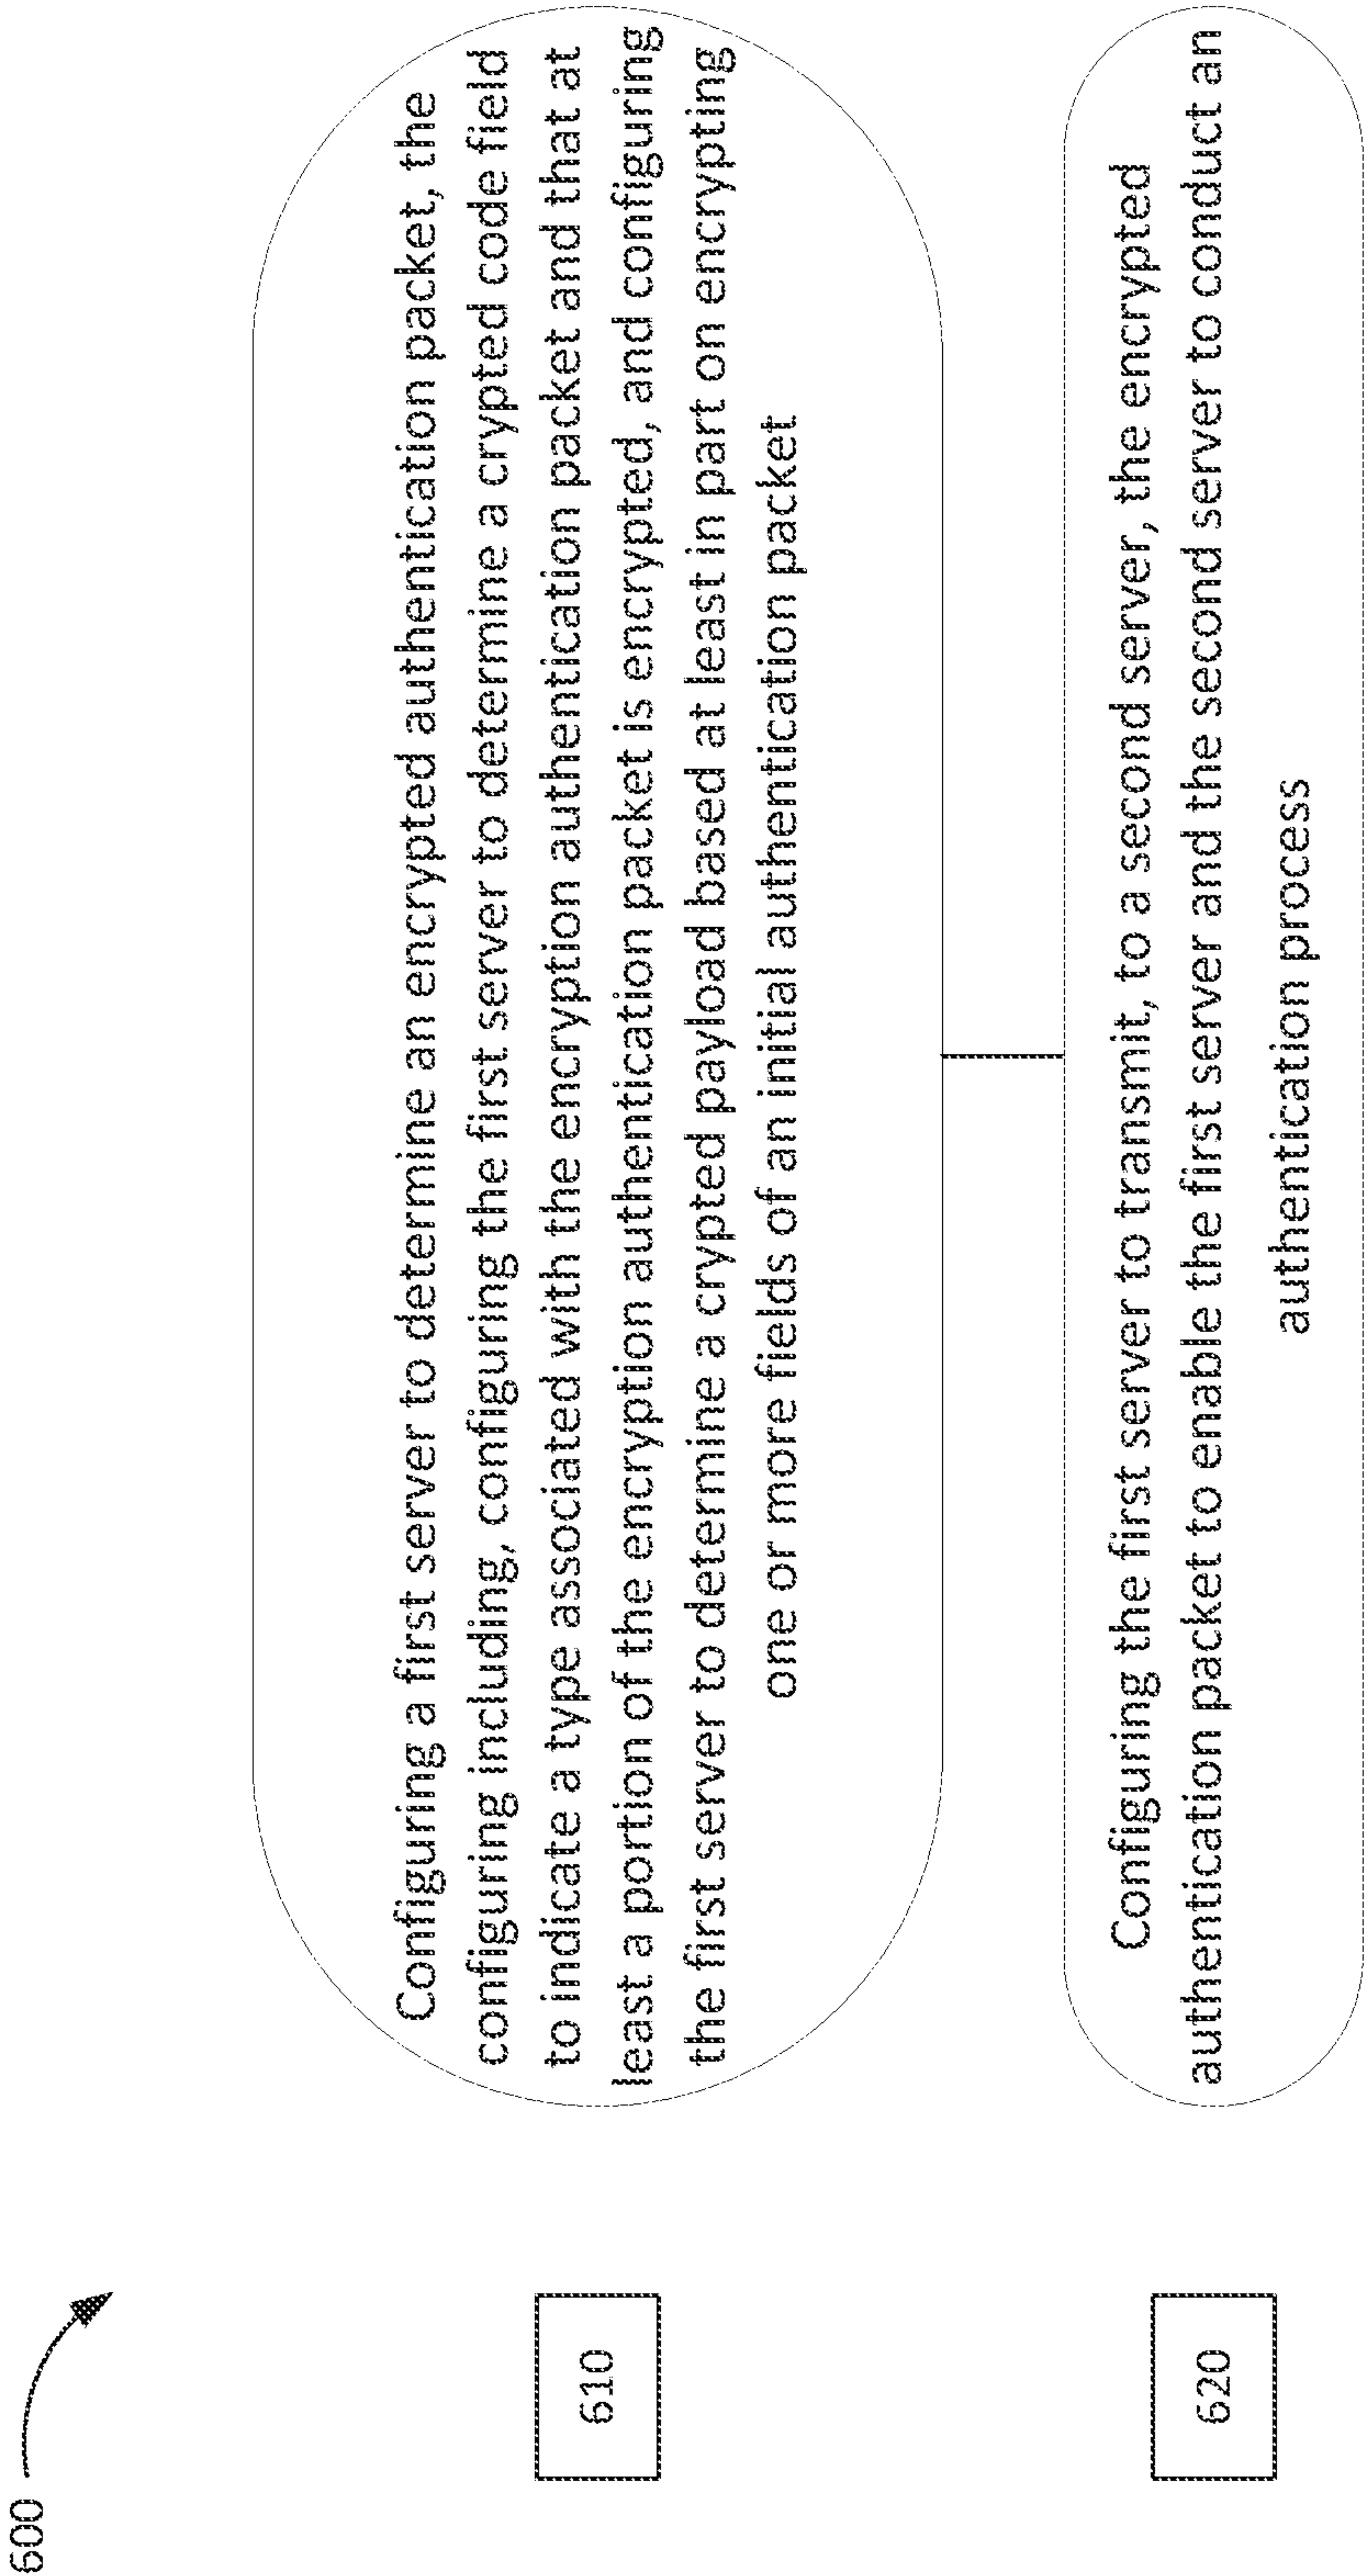 600
610
Configuring a first server to determine an encrypted authentication packet, the
configuring including, configuring the first server to determine a crypted code field
to indicate a type associated with the encryption authentication packet and that at
least a portion of the encryption authentication packet is encrypted, and configuring
the first server to determine a crypted payload based at least in part on encrypting
one or more fields of an initial authentication packet
620
Configuring the first server to transmit, to a second server, the encrypted
authentication packet to enable the first server and the second server to conduct an
authentication process